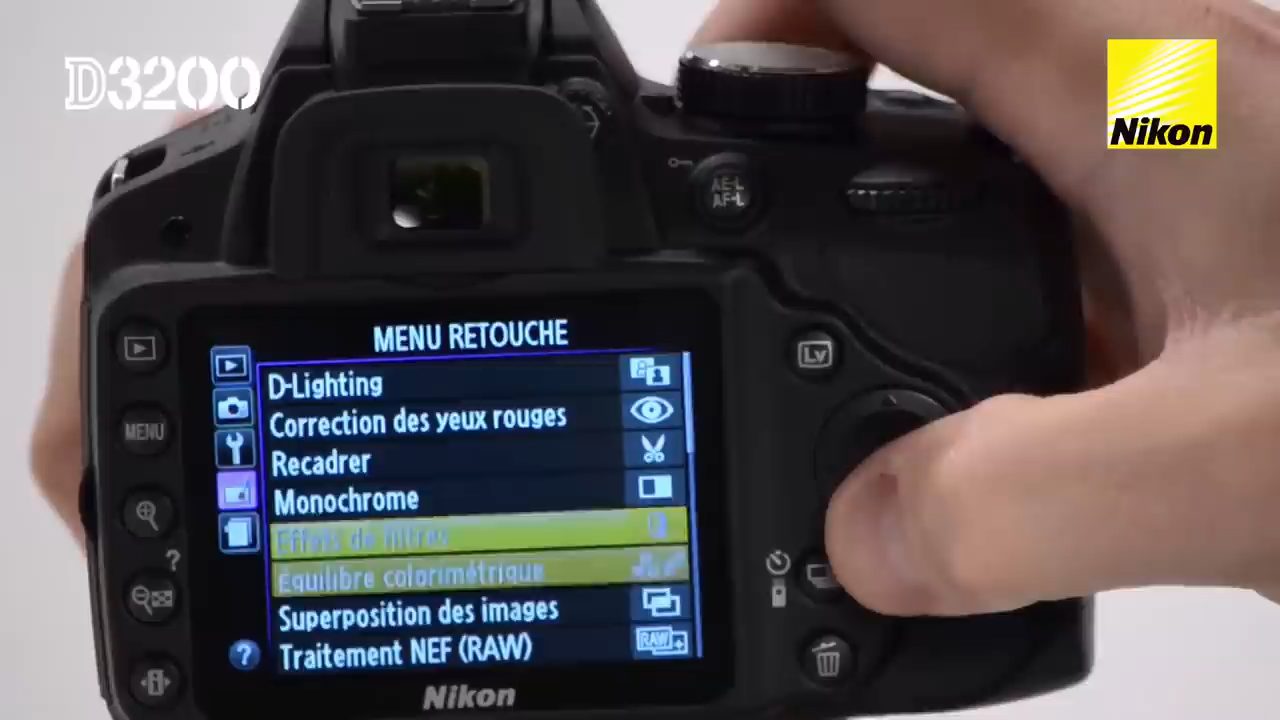 D3200
Nikon
AE-L
AF-L
MENU RETOUCHE
D-Lighting
Lv
Correction des yeux rouges
MENU
Recadrer
Monochrome
Effets de filtres
?
Équilibre colorimétrique
Superposition des images
? Traitement NEF (RAW)
RAW+
Nikon